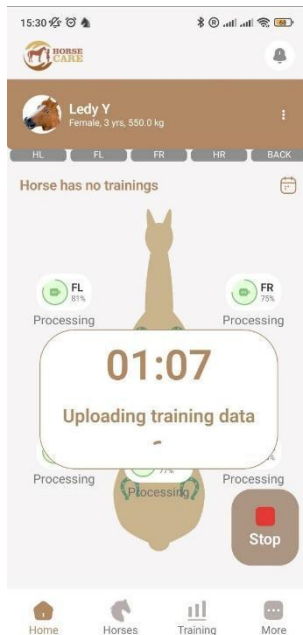 15:30
HORSE
CARE
Ledy Y
Female, 3 yrs, 550.0 kg
HL FL FR HR BACK
Horse has no trainings
FL
81%
FR
75%
Processing Processing
01:07
Uploading training data
77%
Processing Processing Processing
Stop
Home Horses Training More